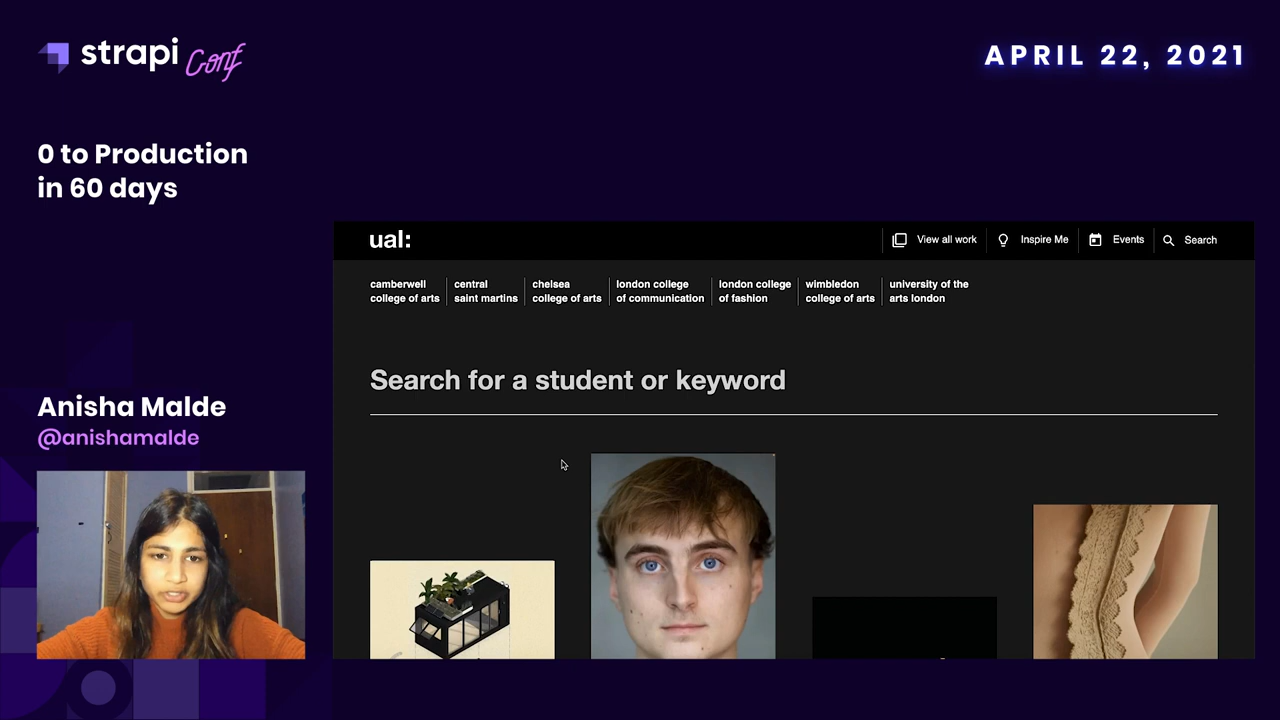 strapi Conf
APRIL 22, 2021
0 to Production
in 60 days
ual:
View all work
Inspire Me
Events
Search
camberwell
college of arts
central
saint martins
chelsea
college of arts
london college
of communication
london college
of fashion
wimbledon
college of arts
university of the
arts london
Search for a student or keyword
Anisha Malde
@anishamalde